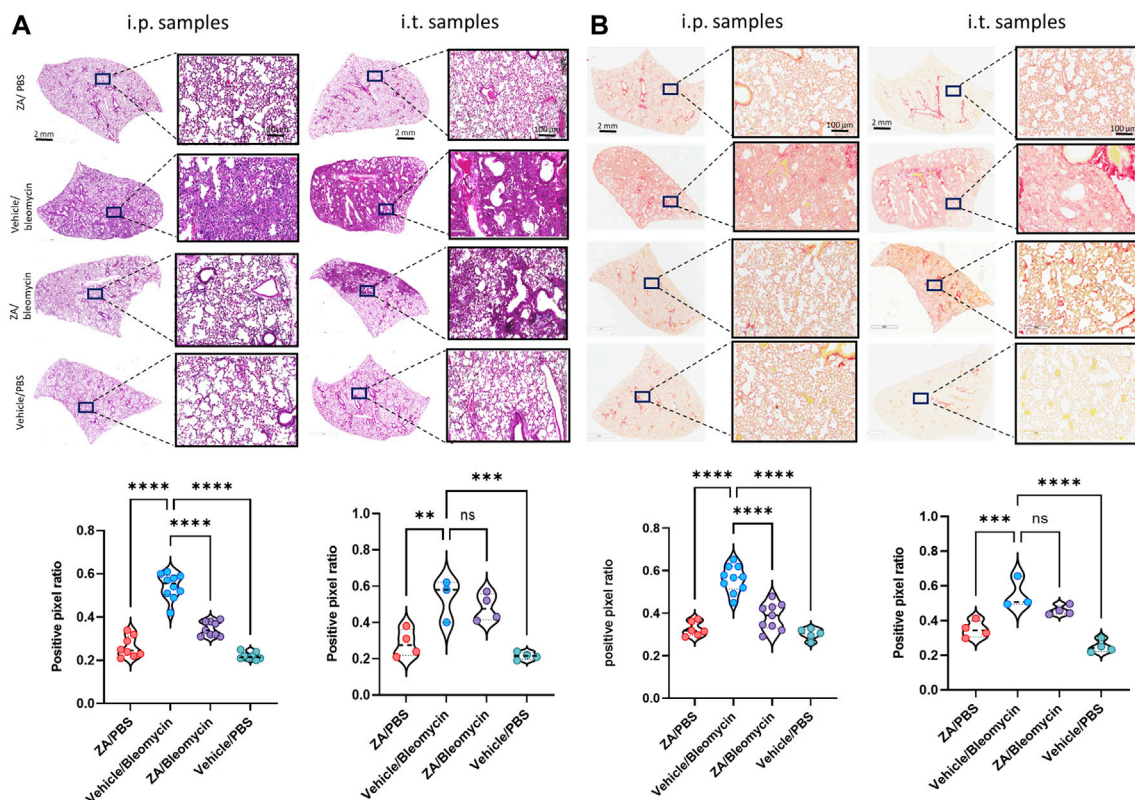 A
i.p. samples
i.t. samples
B
i.p. samples
i.t. samples
ZA/ PBS
2 mm
2 mm
100 µm
2 mm
100 µm
2 mm
100 µm
Vehicle/
bleomycin
ZA/
bleomycin
Vehicle/PBS
**** ****
****
Positive pixel ratio
0.8
0.6
0.4
0.2
0.0
ZA/PBS
Vehicle/Bleomycin
ZA/Bleomycin
Vehicle/PBS
***
** ns
Positive pixel ratio
1.0
0.8
0.6
0.4
0.2
0.0
ZA/PBS
Vehicle/Bleomycin
ZA/Bleomycin
Vehicle/PBS
**** ****
****
positive pixel ratio
0.8
0.6
0.4
0.2
0.0
ZA/PBS
Vehicle/Bleomycin
ZA/Bleomycin
Vehicle/PBS
****
*** ns
Positive pixel ratio
1.0
0.8
0.6
0.4
0.2
0.0
ZA/PBS
Vehicle/Bleomycin
ZA/Bleomycin
Vehicle/PBS